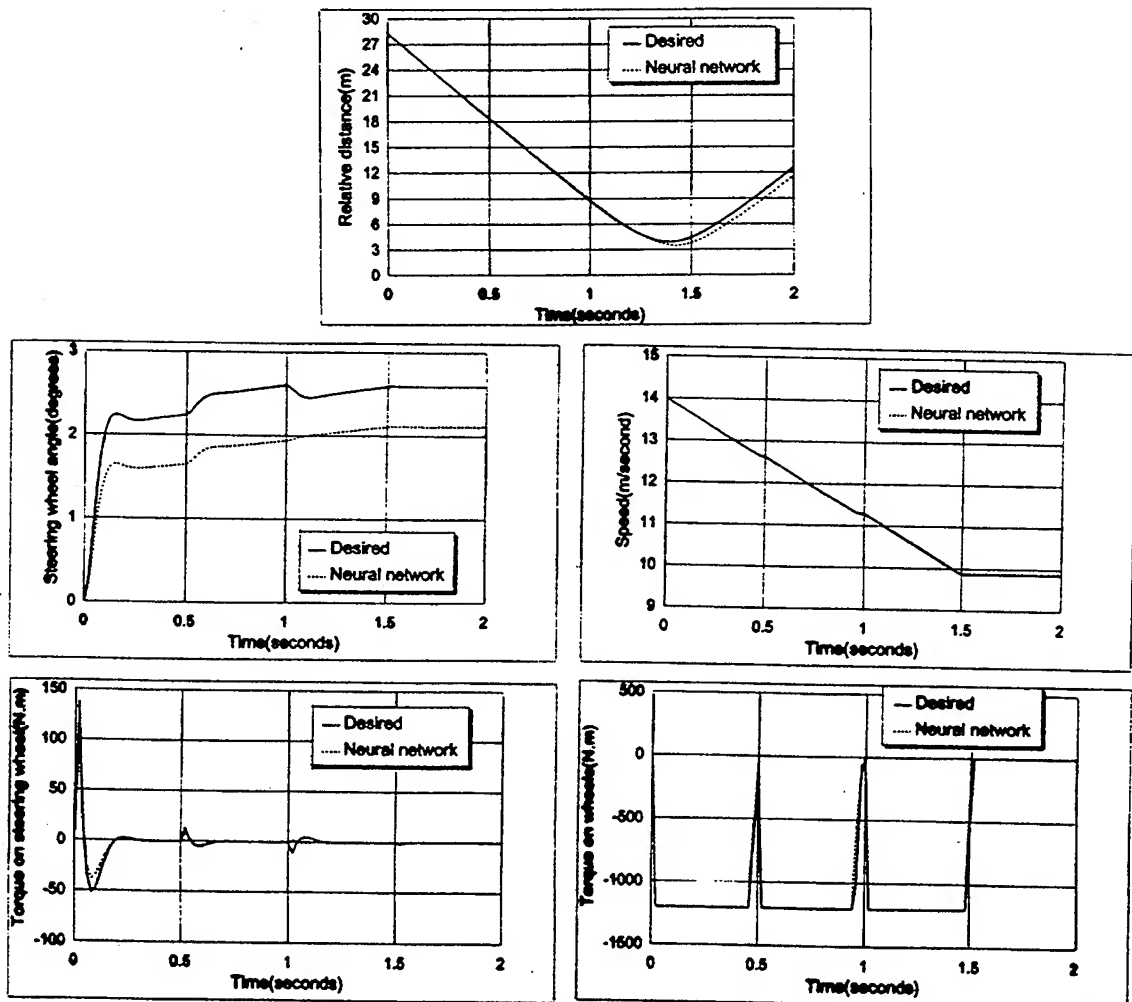 30
27
24
21
18
15
12
9
6
3
0
Relative distance(m)
Desired
Neural network
0
0.5
1
1.5
2
Time(seconds)
3
2
1
0
Steering wheel angle(degrees)
Desired
Neural network
0
0.5
1
1.5
2
Time(seconds)
15
14
13
12
11
10
9
Speed(m/second)
Desired
Neural network
0
0.5
1
1.5
2
Time(seconds)
150
100
50
0
-50
-100
Torque on steering wheel(N.m)
Desired
Neural network
0
0.5
1
1.5
2
Time(seconds)
500
0
-500
-1000
-1500
Torque on wheels(N.m)
Desired
Neural network
0
0.5
1
1.5
2
Time(seconds)